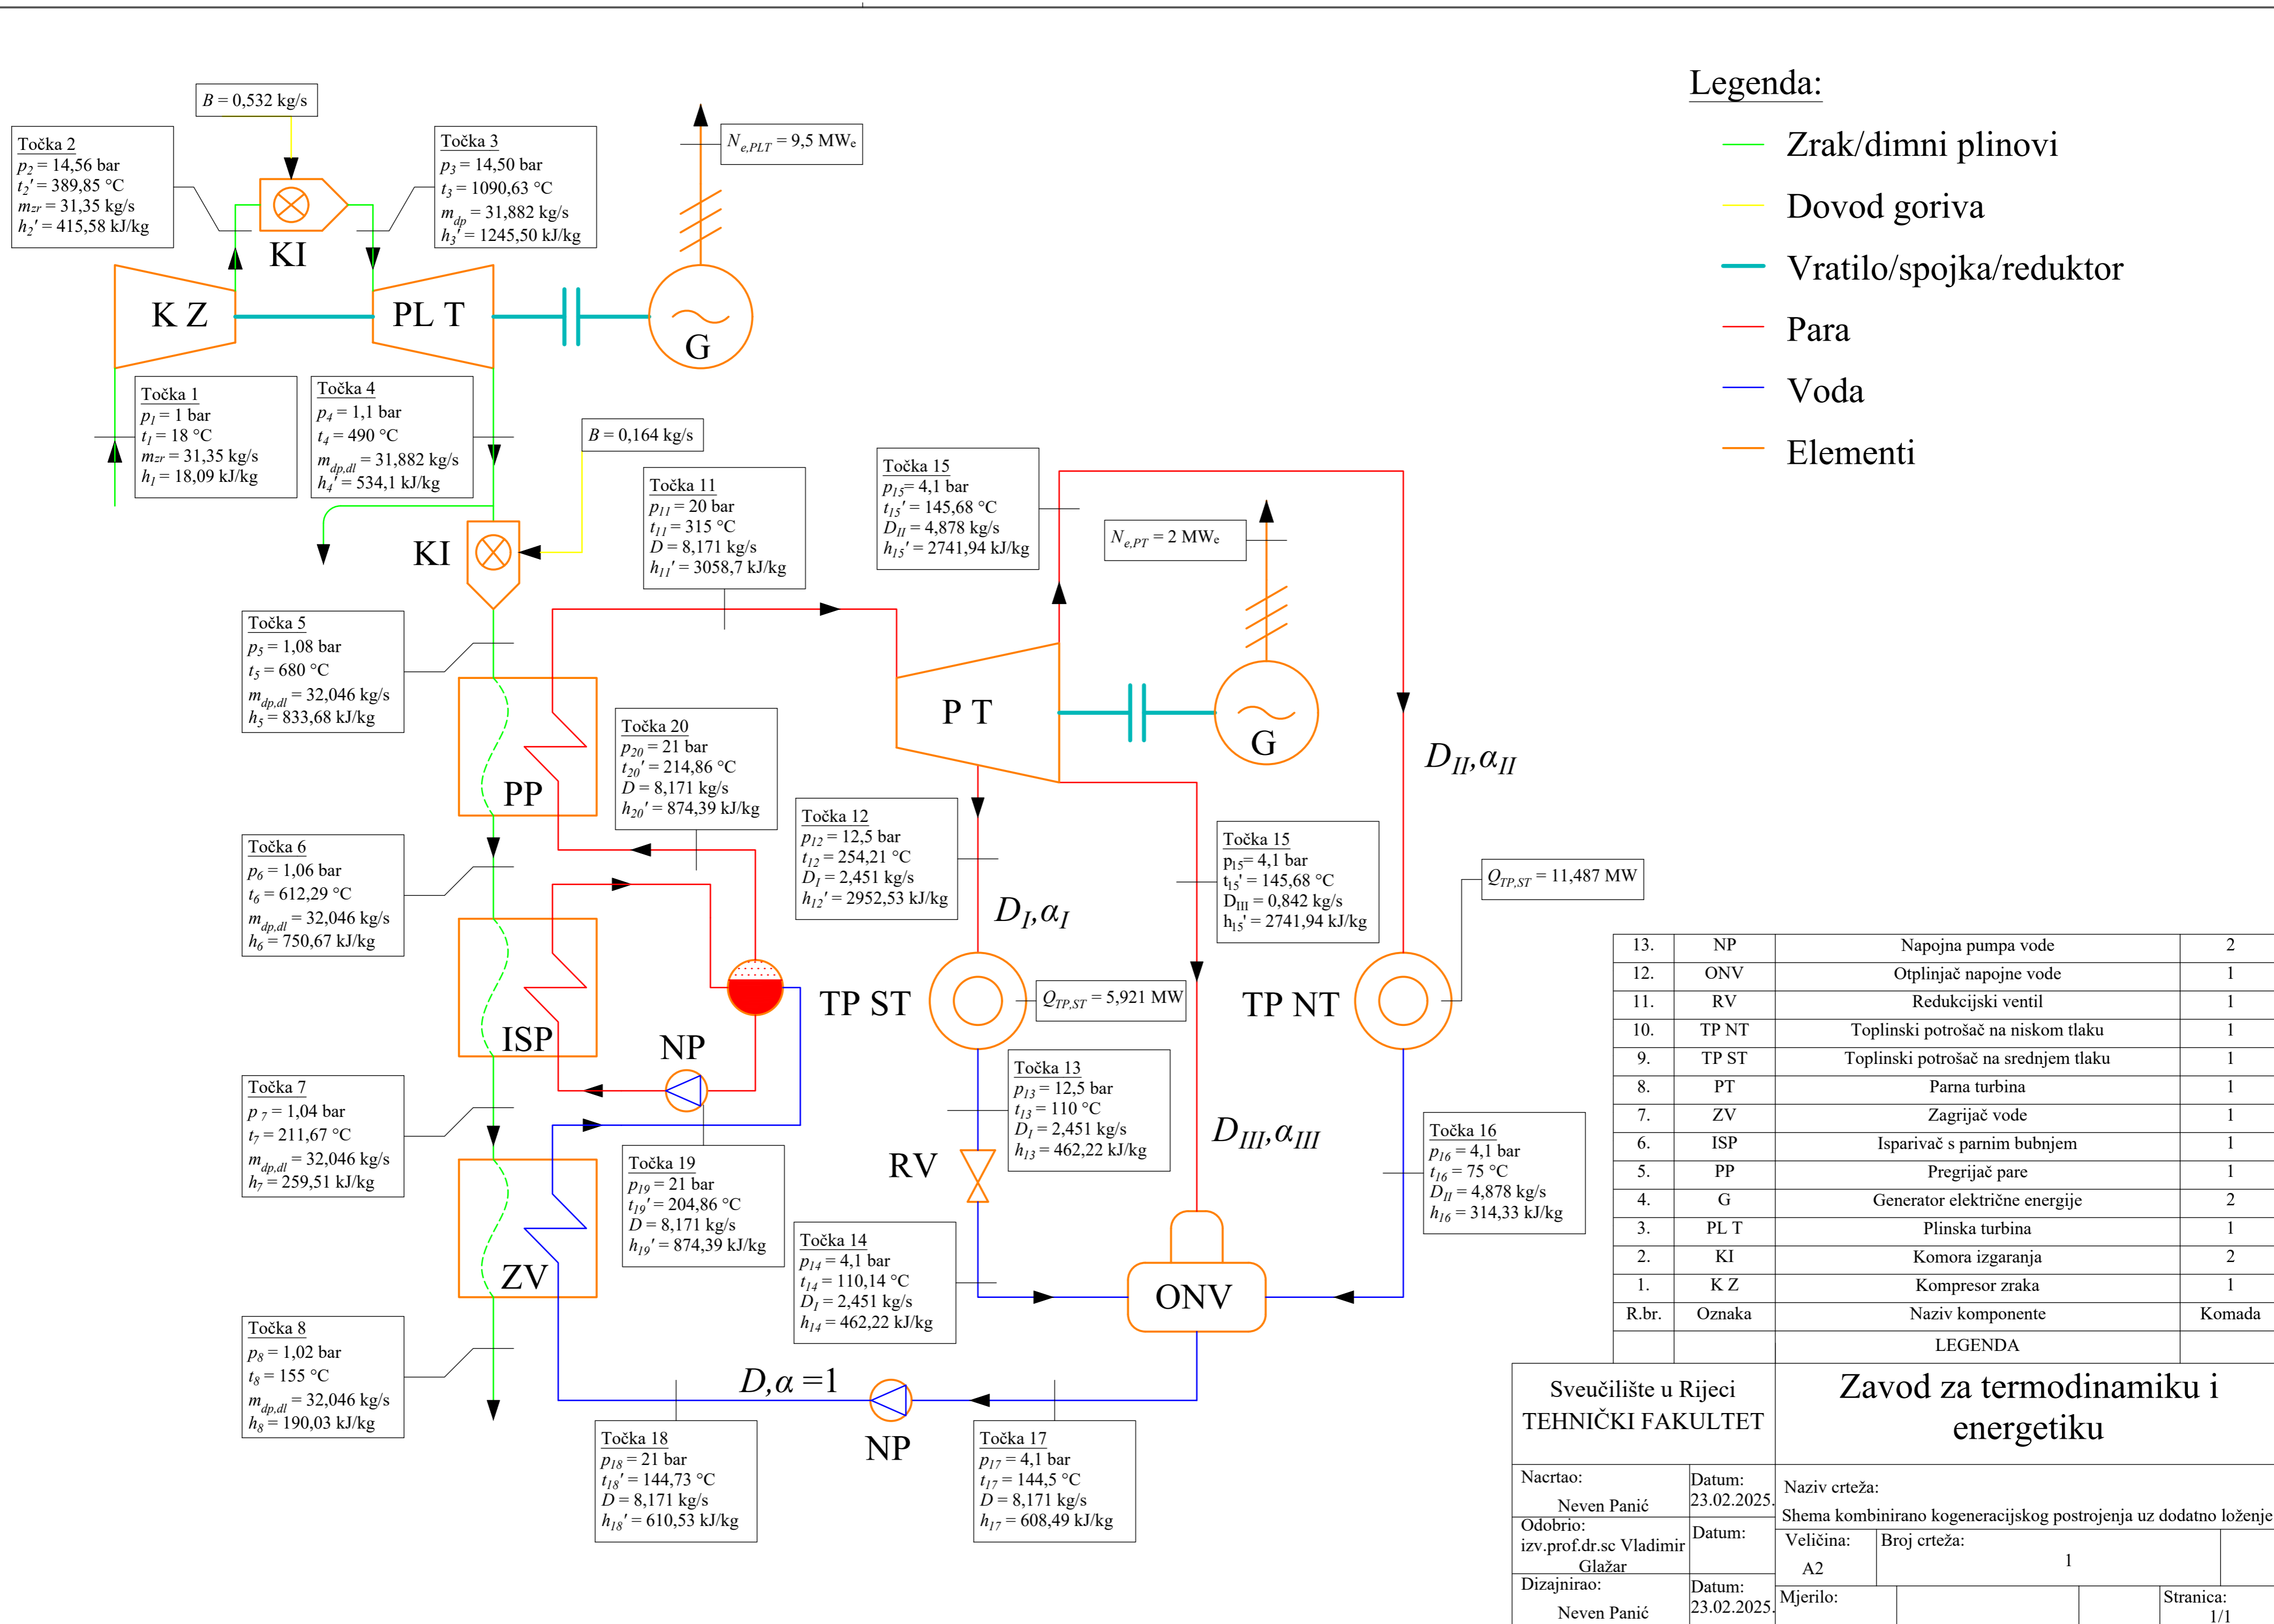 Legenda:
Zrak/dimni plinovi
Dovod goriva
Vratilo/spojka/reduktor
Para
Voda
Elementi
B = 0,532 kg/s
Točka 2
p2 = 14,56 bar
t2' = 389,85 °C
mzr = 31,35 kg/s
h2' = 415,58 kJ/kg
Točka 3
p3 = 14,50 bar
t3 = 1090,63 °C
mdp = 31,882 kg/s
h3' = 1245,50 kJ/kg
Ne,PLT = 9,5 MWe
KI
K Z
PL T
G
Točka 1
p1 = 1 bar
t1 = 18 °C
mzr = 31,35 kg/s
h1 = 18,09 kJ/kg
Točka 4
p4 = 1,1 bar
t4 = 490 °C
mdp,dl = 31,882 kg/s
h4' = 534,1 kJ/kg
B = 0,164 kg/s
KI
Točka 11
p11 = 20 bar
t11 = 315 °C
D = 8,171 kg/s
h11' = 3058,7 kJ/kg
Točka 15
p15= 4,1 bar
t15' = 145,68 °C
DII = 4,878 kg/s
h15' = 2741,94 kJ/kg
Ne,PT = 2 MWe
Točka 5
p5 = 1,08 bar
t5 = 680 °C
mdp,dl = 32,046 kg/s
h5 = 833,68 kJ/kg
PP
Točka 20
p20 = 21 bar
t20' = 214,86 °C
D = 8,171 kg/s
h20' = 874,39 kJ/kg
P T
G
DII,αII
Točka 12
p12 = 12,5 bar
t12 = 254,21 °C
DI = 2,451 kg/s
h12' = 2952,53 kJ/kg
DI,αI
Točka 15
p15= 4,1 bar
t15' = 145,68 °C
DIII = 0,842 kg/s
h15' = 2741,94 kJ/kg
QTP,ST = 11,487 MW
Točka 6
p6 = 1,06 bar
t6 = 612,29 °C
mdp,dl = 32,046 kg/s
h6 = 750,67 kJ/kg
ISP
NP
TP ST
QTP,ST = 5,921 MW
TP NT
Točka 7
p 7 = 1,04 bar
t7 = 211,67 °C
mdp,dl = 32,046 kg/s
h7 = 259,51 kJ/kg
Točka 19
p19 = 21 bar
t19' = 204,86 °C
D = 8,171 kg/s
h19' = 874,39 kJ/kg
Točka 13
p13 = 12,5 bar
t13 = 110 °C
DI = 2,451 kg/s
h13 = 462,22 kJ/kg
RV
DIII,αIII
Točka 16
p16 = 4,1 bar
t16 = 75 °C
DII = 4,878 kg/s
h16 = 314,33 kJ/kg
ZV
Točka 14
p14 = 4,1 bar
t14 = 110,14 °C
DI = 2,451 kg/s
h14 = 462,22 kJ/kg
ONV
Točka 8
p8 = 1,02 bar
t8 = 155 °C
mdp,dl = 32,046 kg/s
h8 = 190,03 kJ/kg
D,α =1
NP
Točka 18
p18 = 21 bar
t18' = 144,73 °C
D = 8,171 kg/s
h18' = 610,53 kJ/kg
Točka 17
p17 = 4,1 bar
t17 = 144,5 °C
D = 8,171 kg/s
h17 = 608,49 kJ/kg
13. NP Napojna pumpa vode 2
12. ONV Otplinjač napojne vode 1
11. RV Redukcijski ventil 1
10. TP NT Toplinski potrošač na niskom tlaku 1
9. TP ST Toplinski potrošač na srednjem tlaku 1
8. PT Parna turbina 1
7. ZV Zagrijač vode 1
6. ISP Isparivač s parnim bubnjem 1
5. PP Pregrijač pare 1
4. G Generator električne energije 2
3. PL T Plinska turbina 1
2. KI Komora izgaranja 2
1. K Z Kompresor zraka 1
R.br. Oznaka Naziv komponente Komada
LEGENDA
Sveučilište u Rijeci
TEHNIČKI FAKULTET
Zavod za termodinamiku i
energetiku
Nacrtao:
Neven Panić
Datum:
23.02.2025.
Naziv crteža:
Shema kombinirano kogeneracijskog postrojenja uz dodatno loženje
Odobrio:
izv.prof.dr.sc Vladimir
Glažar
Datum:
Veličina:
A2
Broj crteža:
1
Dizajnirao:
Neven Panić
Datum:
23.02.2025.
Mjerilo:
Stranica:
1/1